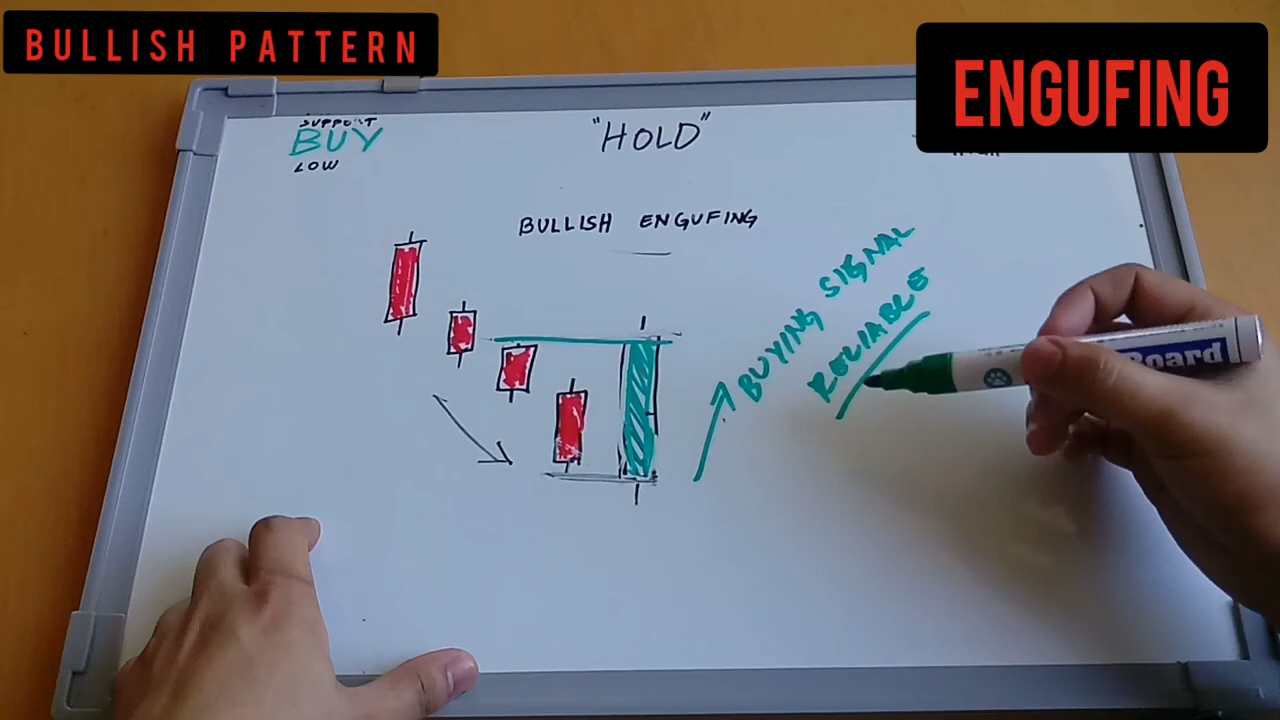 BULLISH PATTERN
ENGUFING
SUPPORT
BUY
LOW
"HOLD"
BULLISH ENGUFING
BUYING SIGNAL
RELIABLE
Board